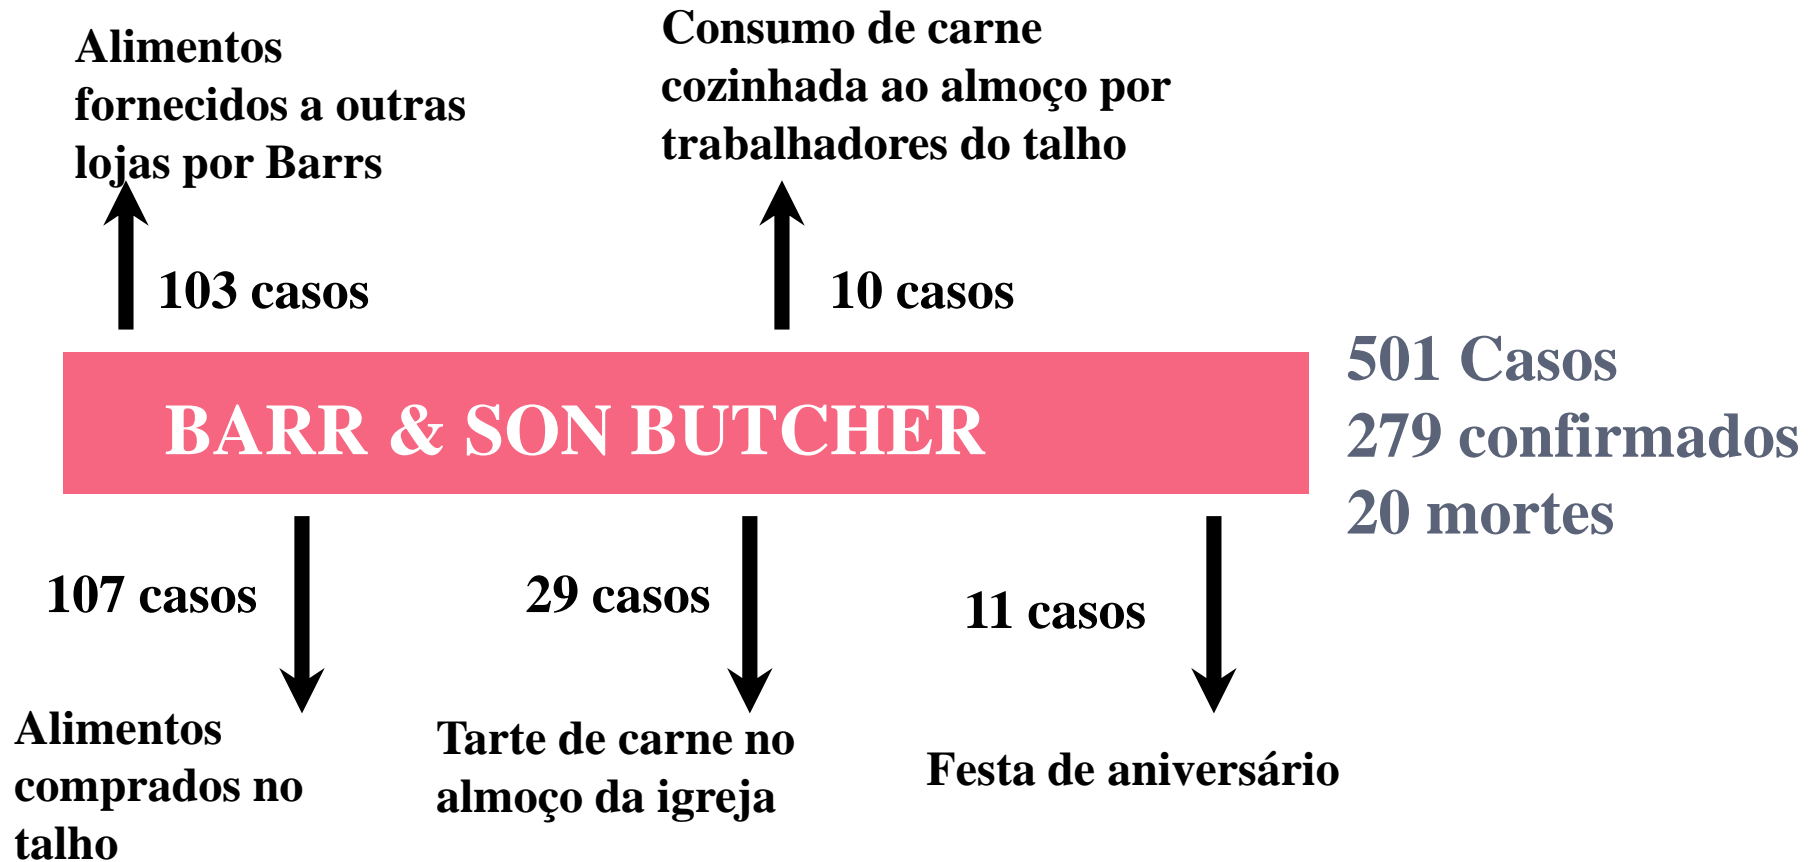 Alimentos
fornecidos a outras
lojas por Barrs
Consumo de carne
cozinhada ao almoço por
trabalhadores do talho
103 casos
10 casos
BARR & SON BUTCHER
501 Casos
279 confirmados
20 mortes
107 casos
29 casos
11 casos
Alimentos
comprados no
talho
Tarte de carne no
almoço da igreja
Festa de aniversário